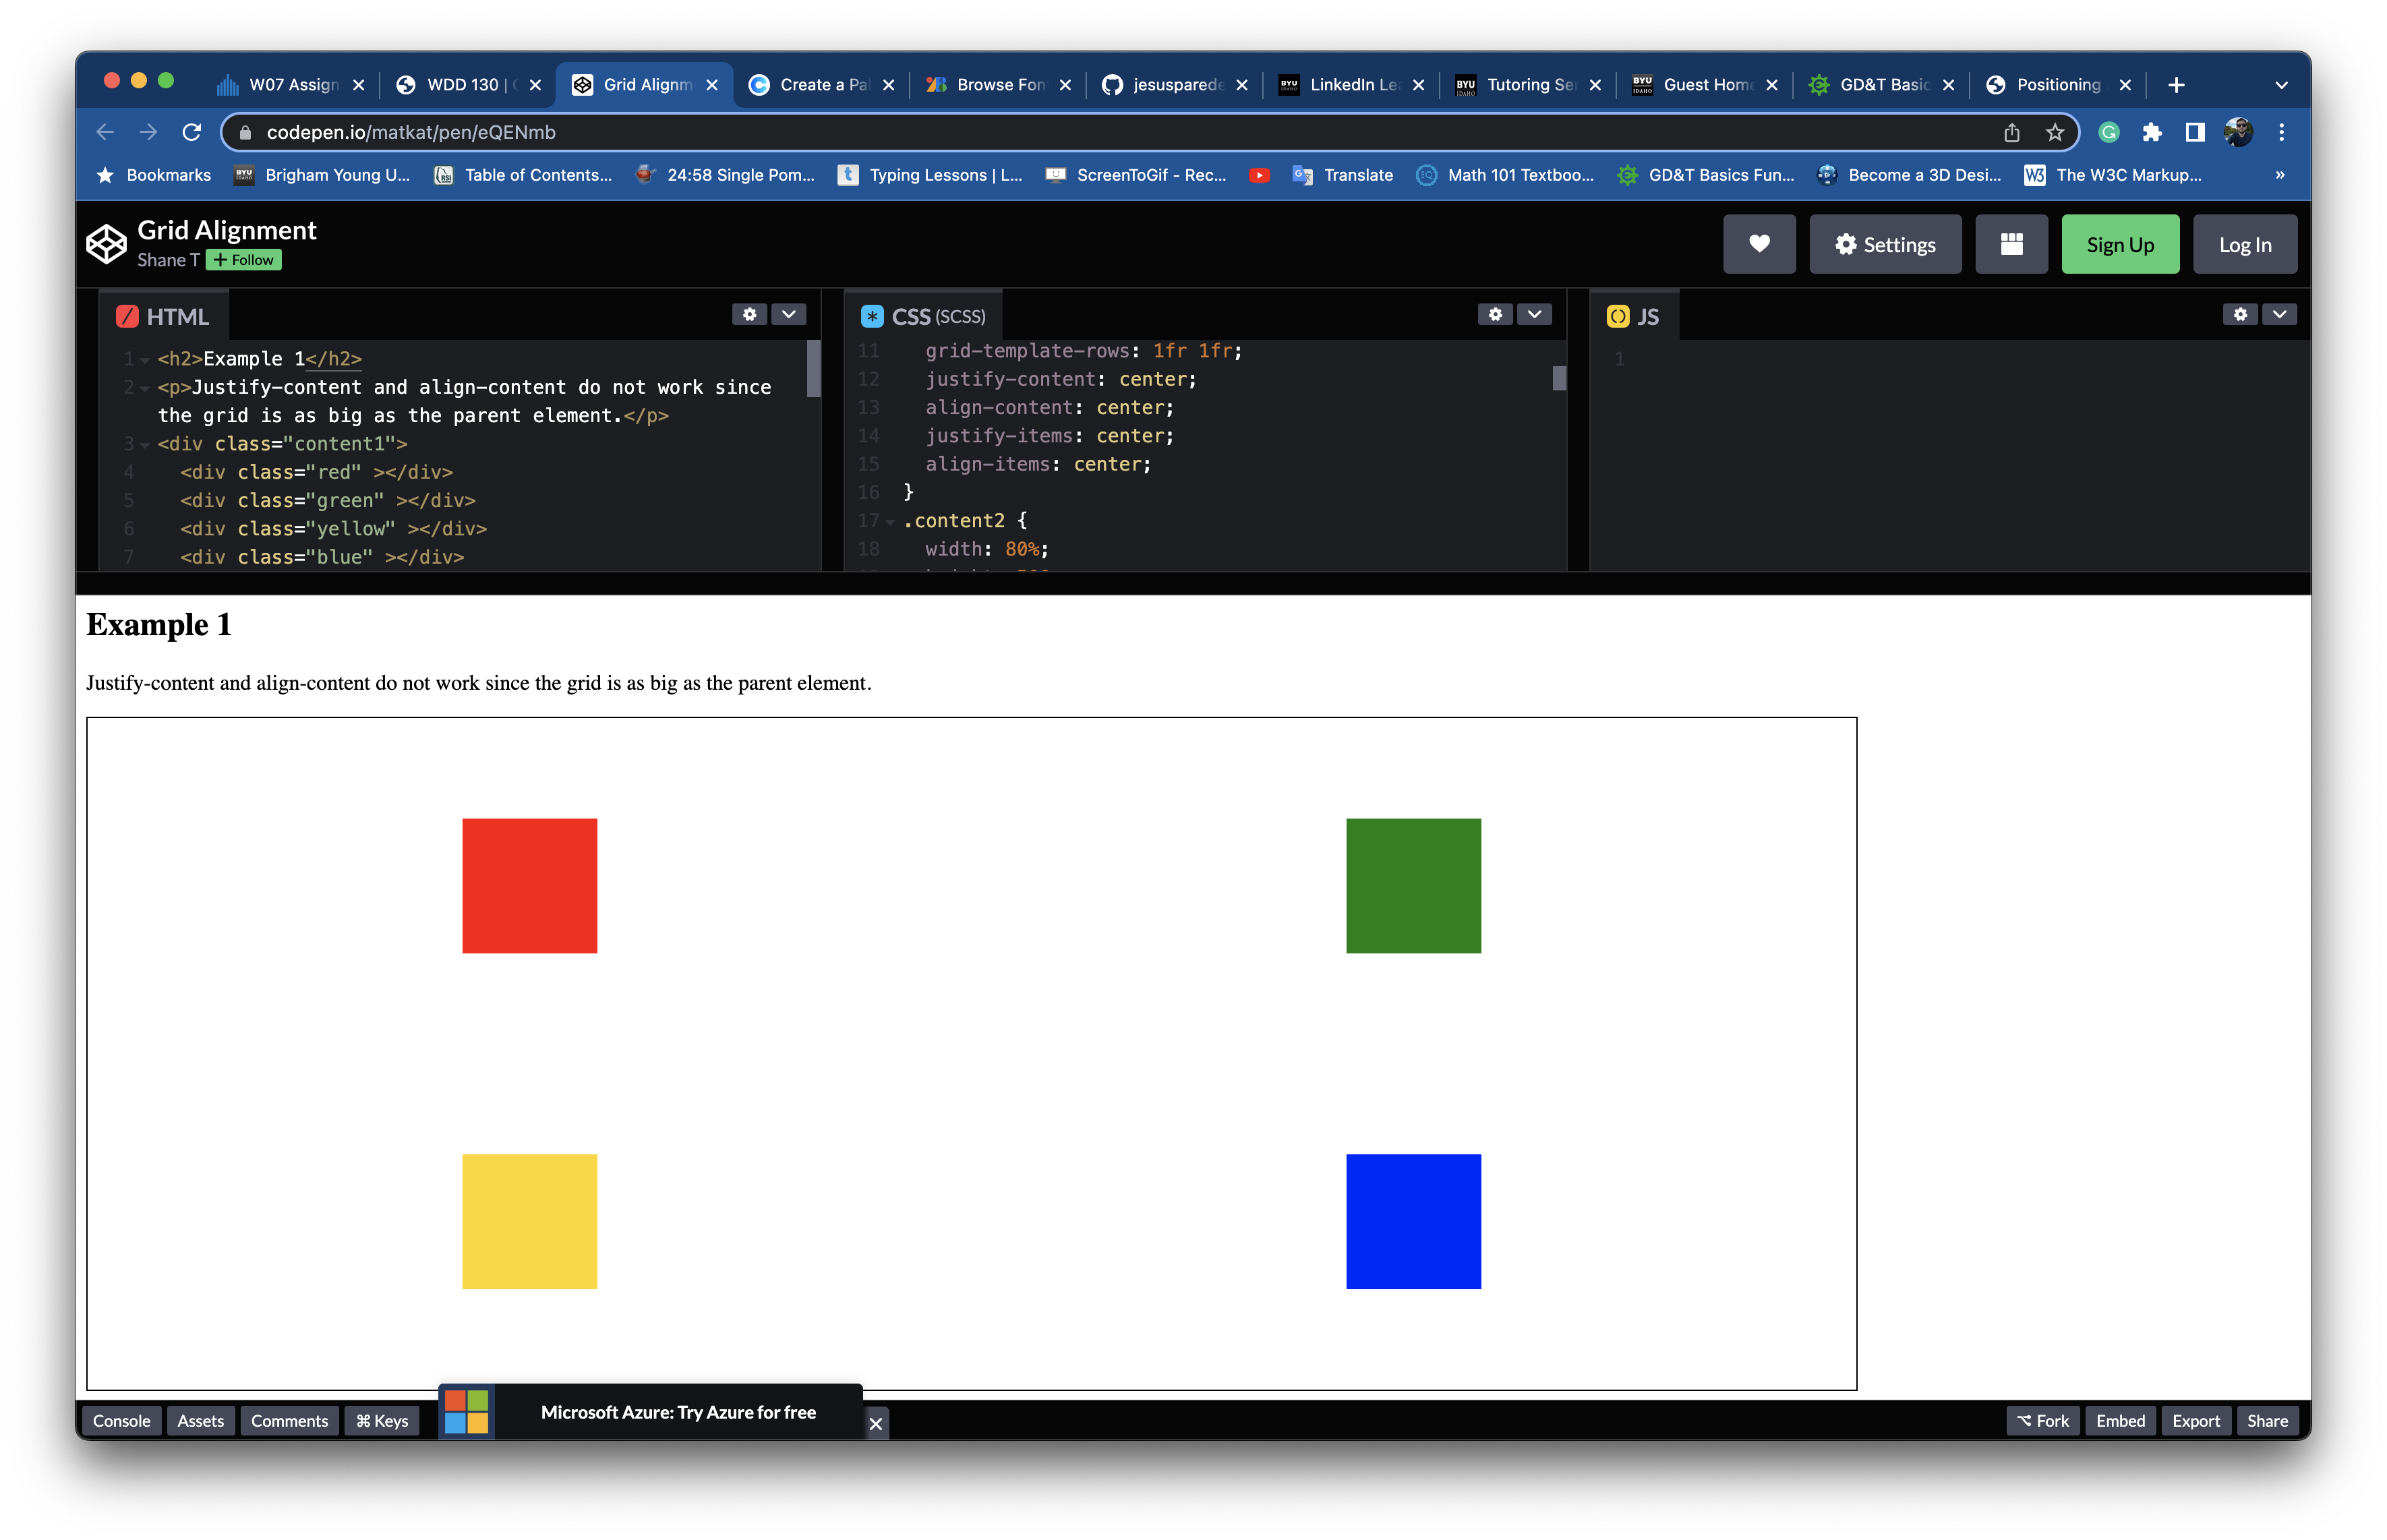 W07 Assign WDD 130 | Grid Alignm Create a Pal Browse Fon jesusparede LinkedIn Le Tutoring Se Guest Home GD&T Basic Positioning
codepen.io/matkat/pen/eQENmb
Bookmarks Brigham Young U... Table of Contents... 24:58 Single Pom... Typing Lessons | L... ScreenToGif - Rec... Translate Math 101 Textboo... GD&T Basics Fun... Become a 3D Desi... The W3C Markup... »
Grid Alignment
Shane T + Follow
Settings Sign Up Log In
HTML
1 <h2>Example 1</h2>
2 <p>Justify-content and align-content do not work since
the grid is as big as the parent element.</p>
3 <div class="content1">
4 <div class="red" ></div>
5 <div class="green" ></div>
6 <div class="yellow" ></div>
7 <div class="blue" ></div>
CSS (SCSS)
11 grid-template-rows: 1fr 1fr;
12 justify-content: center;
13 align-content: center;
14 justify-items: center;
15 align-items: center;
16 }
17 .content2 {
18 width: 80%;
JS
1
Example 1
Justify-content and align-content do not work since the grid is as big as the parent element.
Console Assets Comments ⌘ Keys
Microsoft Azure: Try Azure for free
Fork Embed Export Share